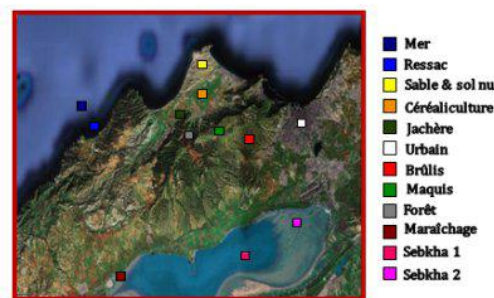 Mer
Ressac
Sable & sol nu
Céréaliculture
Jachère
Urbain
Brûlis
Maquis
Forêt
Maraîchage
Sebkha 1
Sebkha 2